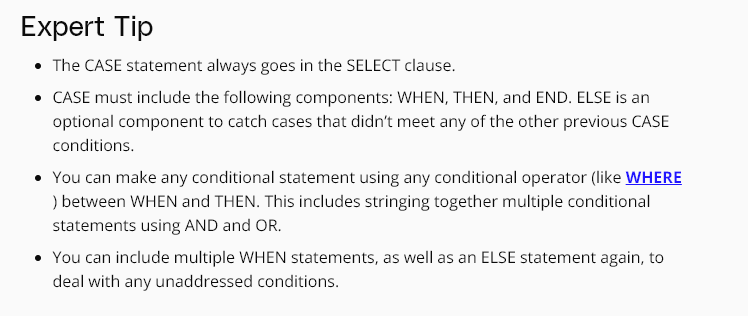 Expert Tip
• The CASE statement always goes in the SELECT clause.
• CASE must include the following components: WHEN, THEN, and END. ELSE is an
optional component to catch cases that didn't meet any of the other previous CASE
conditions.
• You can make any conditional statement using any conditional operator (like WHERE
) between WHEN and THEN. This includes stringing together multiple conditional
statements using AND and OR.
• You can include multiple WHEN statements, as well as an ELSE statement again, to
deal with any unaddressed conditions.